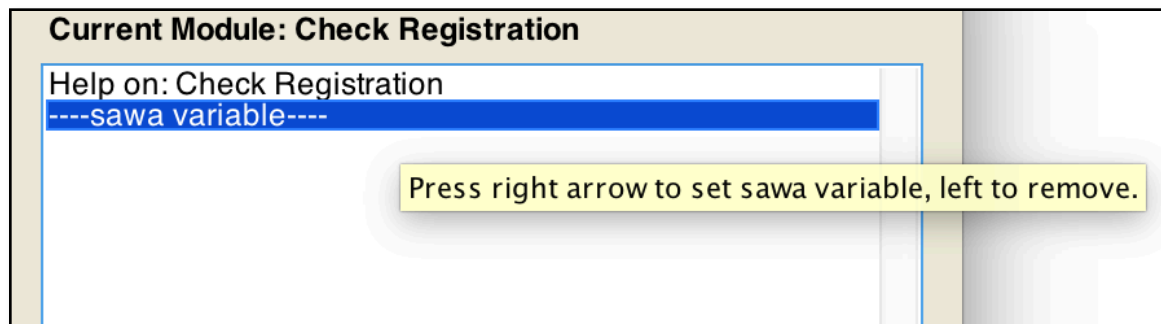 Current Module: Check Registration
Help on: Check Registration
----sawa variable----
Press right arrow to set sawa variable, left to remove.